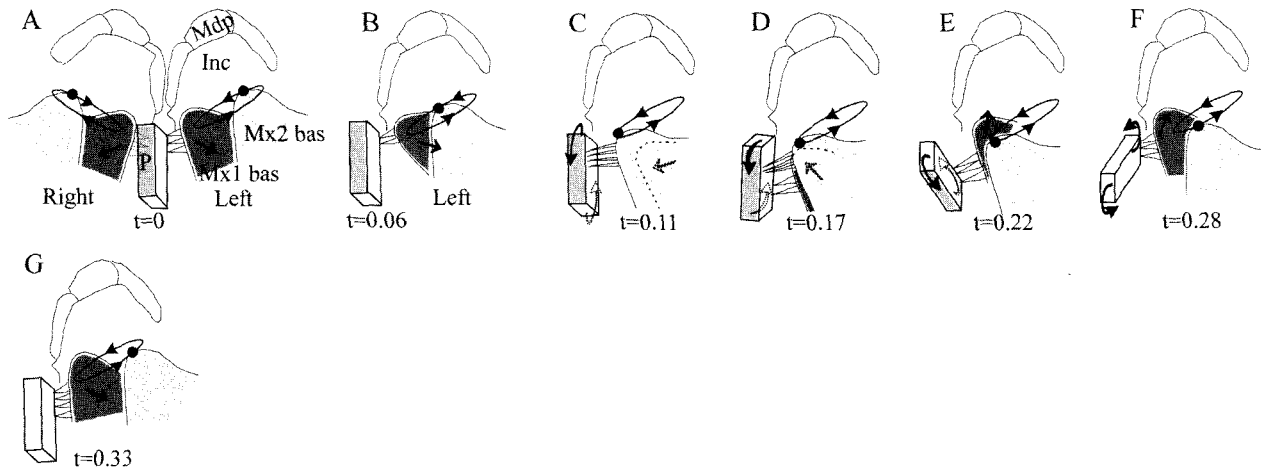 A
Mdp
Inc
Mx2 bas
P
Mx1 bas
Right
Left
t=0
B
Left
t=0.06
C
t=0.11
D
t=0.17
E
t=0.22
F
t=0.28
G
t=0.33